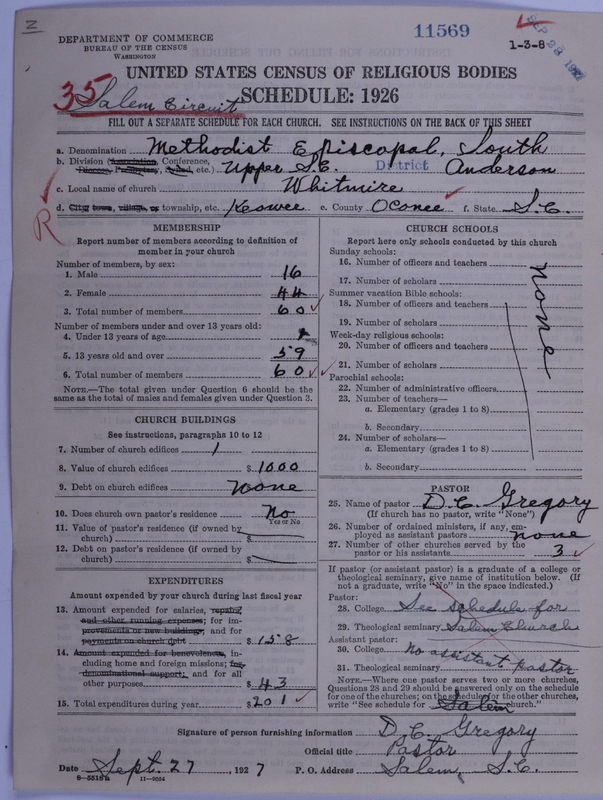 11569
1-3-8
DEPARTMENT OF COMMERCE
BUREAU OF THE CENSUS
WASHINGTON
UNITED STATES CENSUS OF RELIGIOUS BODIES
35 Salem Circuit
SCHEDULE: 1926
FILL OUT A SEPARATE SCHEDULE FOR EACH CHURCH. SEE INSTRUCTIONS ON THE BACK OF THIS SHEET
a. Denomination Methodist Episcopal, South
b. Division (Association, Conference, Diocese, Presbytery, Synod, etc.) Upper S.C. District Anderson
c. Local name of church Whitmire
d. City, town, village, or township, etc. Keowee e. County Oconee f. State S.C.
R
MEMBERSHIP
Report number of members according to definition of
member in your church
Number of members, by sex:
1. Male 16
2. Female 44
3. Total number of members 60
Number of members under and over 13 years old:
4. Under 13 years of age 1
5. 13 years old and over 59
6. Total number of members 60
NOTE.—The total given under Question 6 should be
same as the total of males and females given under Question 3.
CHURCH BUILDINGS
See instructions, paragraphs 10 to 12
7. Number of church edifices 1
8. Value of church edifices $ 1000
9. Debt on church edifices None
10. Does church own pastor's residence No
Yes or No
11. Value of pastor's residence (if owned by
church) $
12. Debt on pastor's residence (if owned by
church) $
EXPENDITURES
Amount expended by your church during last fiscal year
13. Amount expended for salaries, repairs,
and other running expenses; for im-
provements or new buildings; and for
payments on church debt $ 158
14. Amount expended for benevolences, in-
cluding home and foreign missions; for
denominational support; and for all
other purposes $ 43
15. Total expenditures during year $ 201
CHURCH SCHOOLS
Report here only schools conducted by this church
Sunday schools:
16. Number of officers and teachers
17. Number of scholars
Summer vacation Bible schools:
18. Number of officers and teachers
19. Number of scholars
Week-day religious schools:
20. Number of officers and teachers
21. Number of scholars
Parochial schools:
22. Number of administrative officers
23. Number of teachers—
a. Elementary (grades 1 to 8)
b. Secondary
24. Number of scholars—
a. Elementary (grades 1 to 8)
b. Secondary
None
PASTOR
25. Name of pastor D. C. Gregory
(If church has no pastor, write "None")
26. Number of ordained ministers, if any, em-
ployed as assistant pastors none
27. Number of other churches served by the
pastor or his assistants 3
If pastor (or assistant pastor) is a graduate of a college or
theological seminary, give name of institution below. (If
not a graduate, write "No" in the space indicated.)
Pastor:
28. College See schedule for
29. Theological seminary Salem Church
Assistant pastor:
30. College No assistant pastor
31. Theological seminary
NOTE.—Where one pastor serves two or more churches,
Questions 28 and 29 should be answered only on the schedule
for one of the churches; on the schedules for the other churches,
write "See schedule for Salem church."
Signature of person furnishing information D. C. Gregory
Official title Pastor
Date Sept. 27, 1927 P. O. Address Salem, S.C.